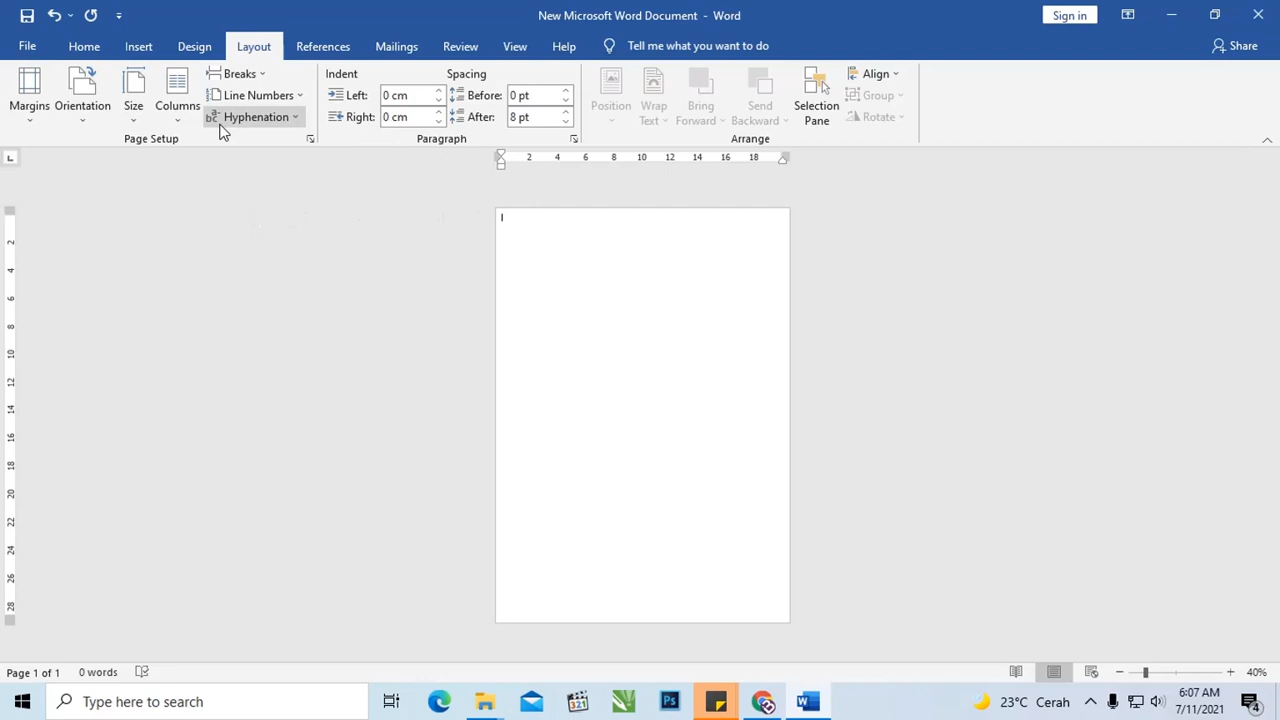 New Microsoft Word Document - Word
Sign in
File Home Insert Design Layout References Mailings Review View Help Tell me what you want to do Share
Margins Orientation Size Columns
Breaks
Line Numbers
Hyphenation
Page Setup
Indent Spacing
Left: 0 cm Before: 0 pt
Right: 0 cm After: 8 pt
Paragraph
Position
Wrap Text
Bring Forward
Send Backward
Selection Pane
Align
Group
Rotate
Arrange
2 4 6 8 10 12 14 16 18
2
4
6
8
10
12
14
16
18
20
22
24
26
28
Page 1 of 1 0 words 40%
Type here to search
321
Ps
W
23°C Cerah
6:07 AM
7/11/2021
4